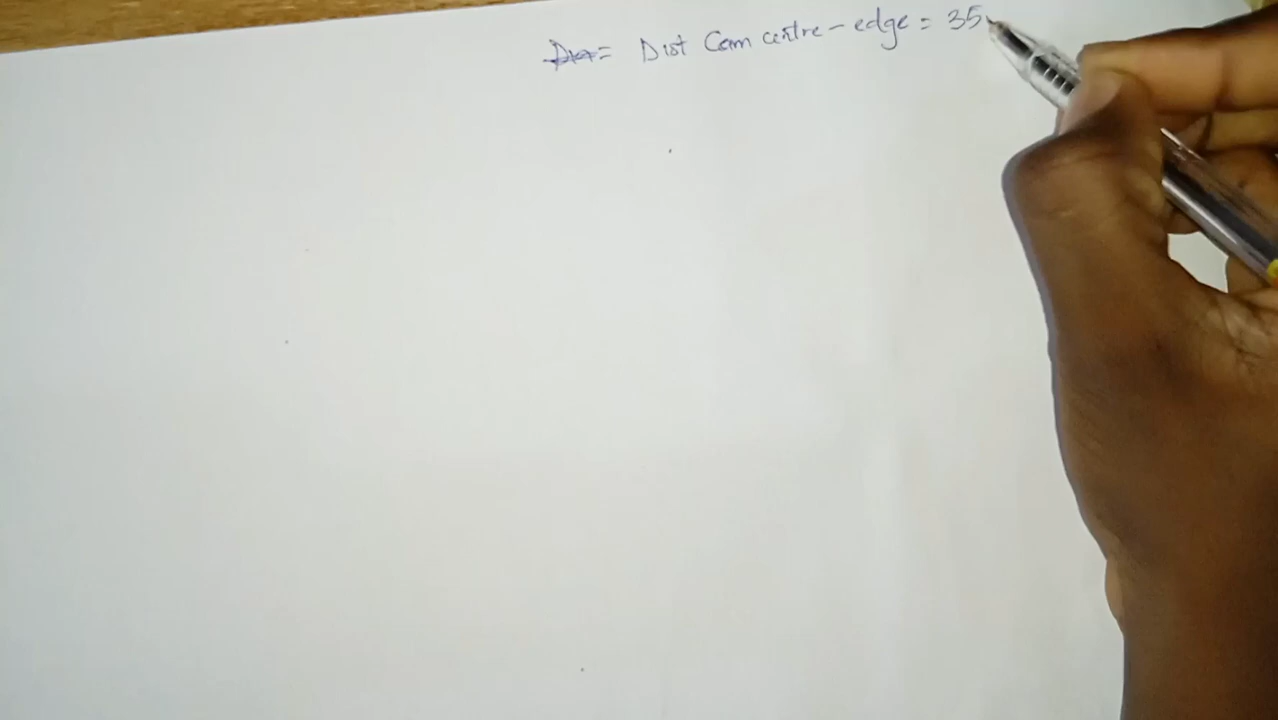 = Dist Cam centre - edge = 35